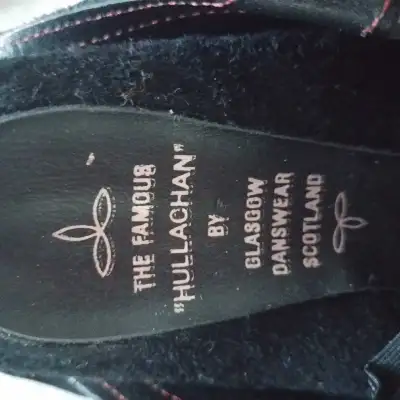 THE FAMOUS
"HULLACHAN"
BY
GLASGOW
DANSWEAR
SCOTLAND